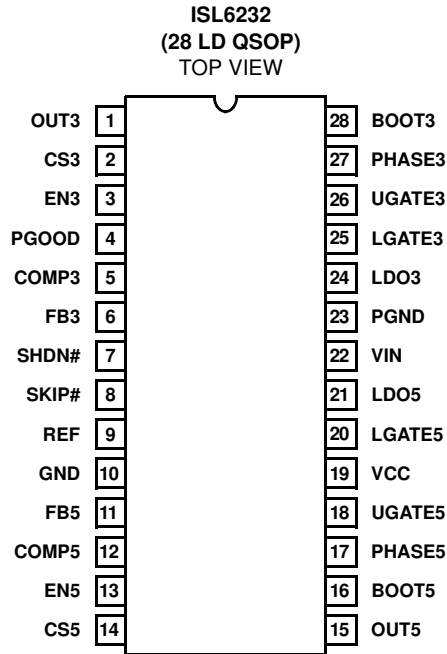 ISL6232
(28 LD QSOP)
TOP VIEW
OUT3 1 28 BOOT3
CS3 2 27 PHASE3
EN3 3 26 UGATE3
PGOOD 4 25 LGATE3
COMP3 5 24 LDO3
FB3 6 23 PGND
SHDN# 7 22 VIN
SKIP# 8 21 LDO5
REF 9 20 LGATE5
GND 10 19 VCC
FB5 11 18 UGATE5
COMP5 12 17 PHASE5
EN5 13 16 BOOT5
CS5 14 15 OUT5